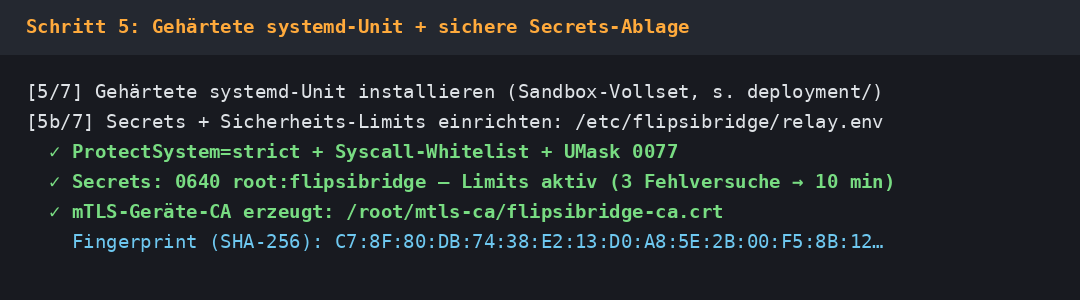 Schritt 5: Gehärtete systemd-Unit + sichere Secrets-Ablage
[5/7] Gehärtete systemd-Unit installieren (Sandbox-Vollset, s. deployment/)
[5b/7] Secrets + Sicherheits-Limits einrichten: /etc/flipsibridge/relay.env
✓ ProtectSystem=strict + Syscall-Whitelist + UMask 0077
✓ Secrets: 0640 root:flipsibridge — Limits aktiv (3 Fehlversuche → 10 min)
✓ mTLS-Geräte-CA erzeugt: /root/mtls-ca/flipsibridge-ca.crt
Fingerprint (SHA-256): C7:8F:80:DB:74:38:E2:13:D0:A8:5E:2B:00:F5:8B:12…